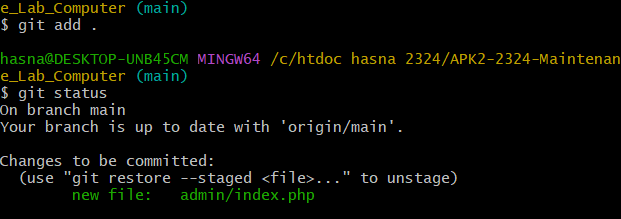 e_Lab_Computer (main)
$ git add .
hasna@DESKTOP-UNB45CM MINGW64 /c/htdoc hasna 2324/APK2-2324-Maintenan
e_Lab_Computer (main)
$ git status
On branch main
Your branch is up to date with 'origin/main'.
Changes to be committed:
  (use "git restore --staged <file>..." to unstage)
        new file:   admin/index.php